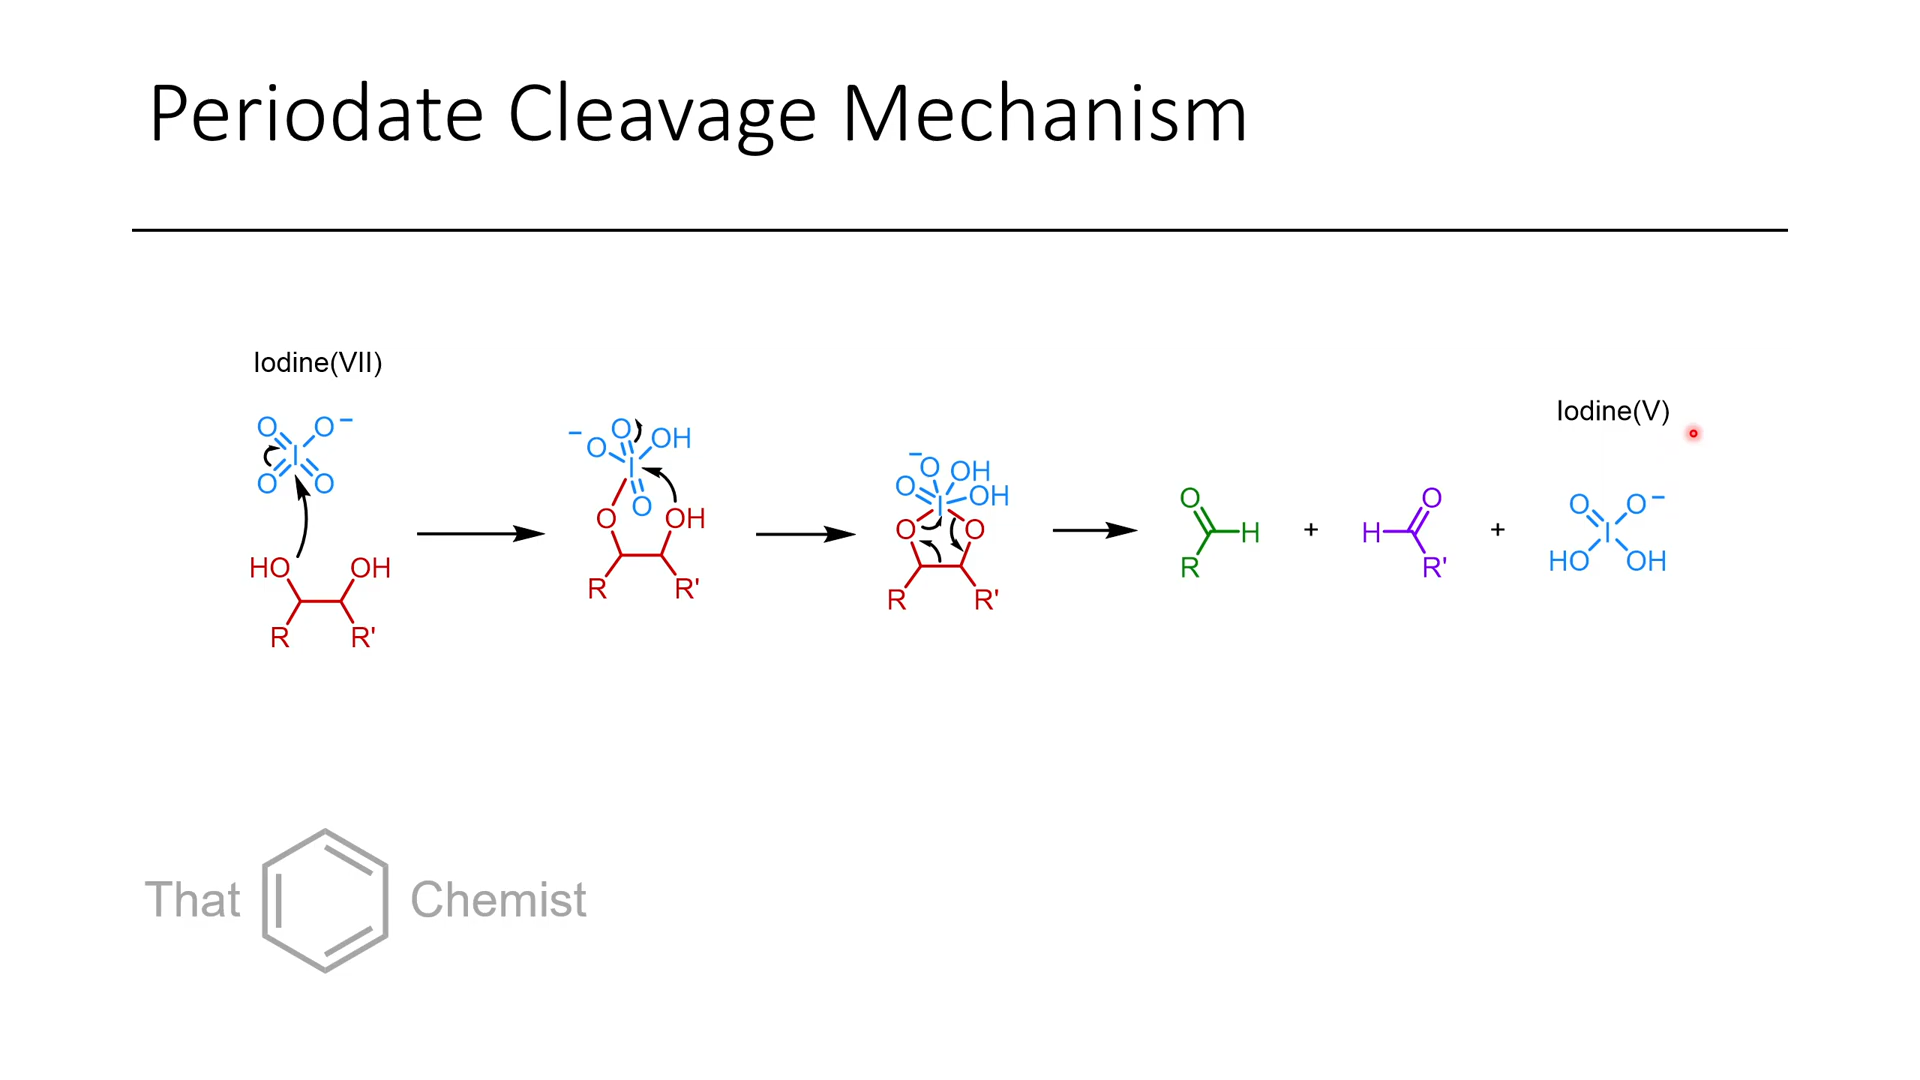 Periodate Cleavage Mechanism
Iodine(VII)
O O−
I
O O
HO OH
R R'
− O O OH
I
O
O OH
R R'
−O OH
O I OH
O O
R R'
O
H
R
+
O
H
R'
+
Iodine(V)
O O−
I
HO OH
That Chemist